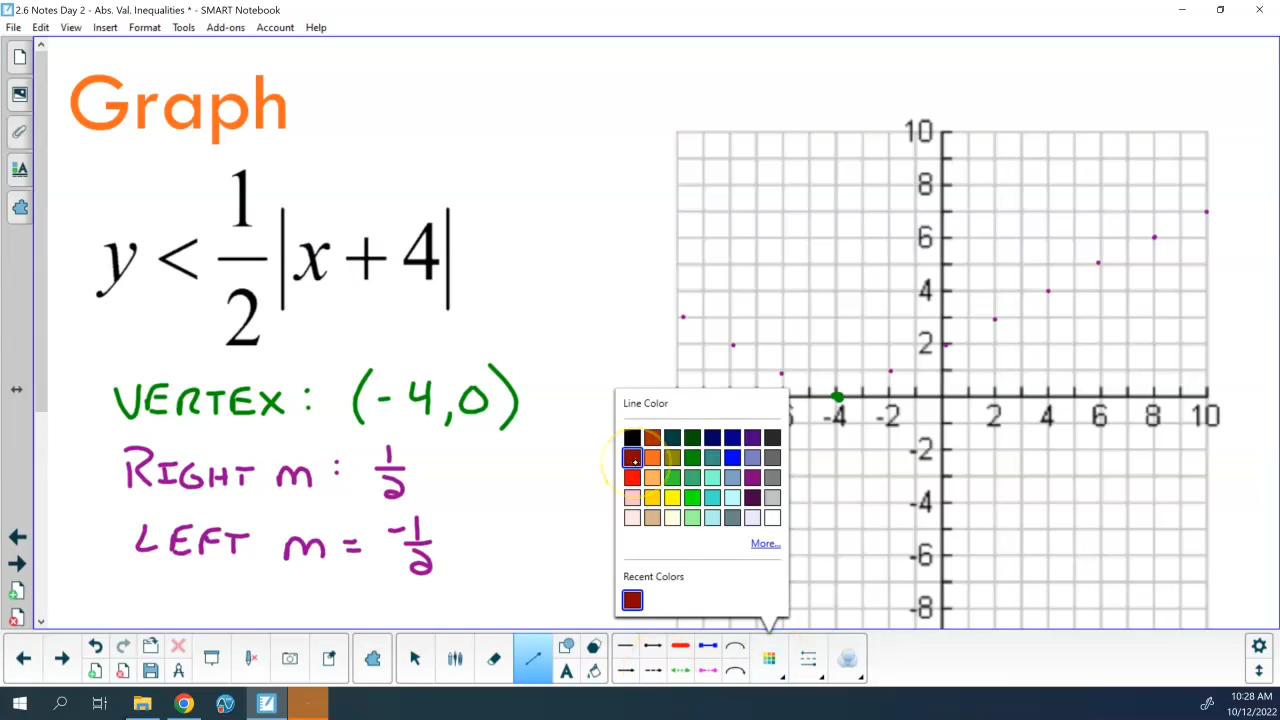 2.6 Notes Day 2 - Abs. Val. Inequalities * - SMART Notebook
File Edit View Insert Format Tools Add-ons Account Help
Graph
y < 1/2 |x + 4|
VERTEX : (-4,0)
RIGHT m : 1/2
LEFT m = -1/2
10
8
6
4
2
-4 -2 2 4 6 8 10
-2
-4
-6
-8
Line Color
More...
Recent Colors
10:28 AM
10/12/2022